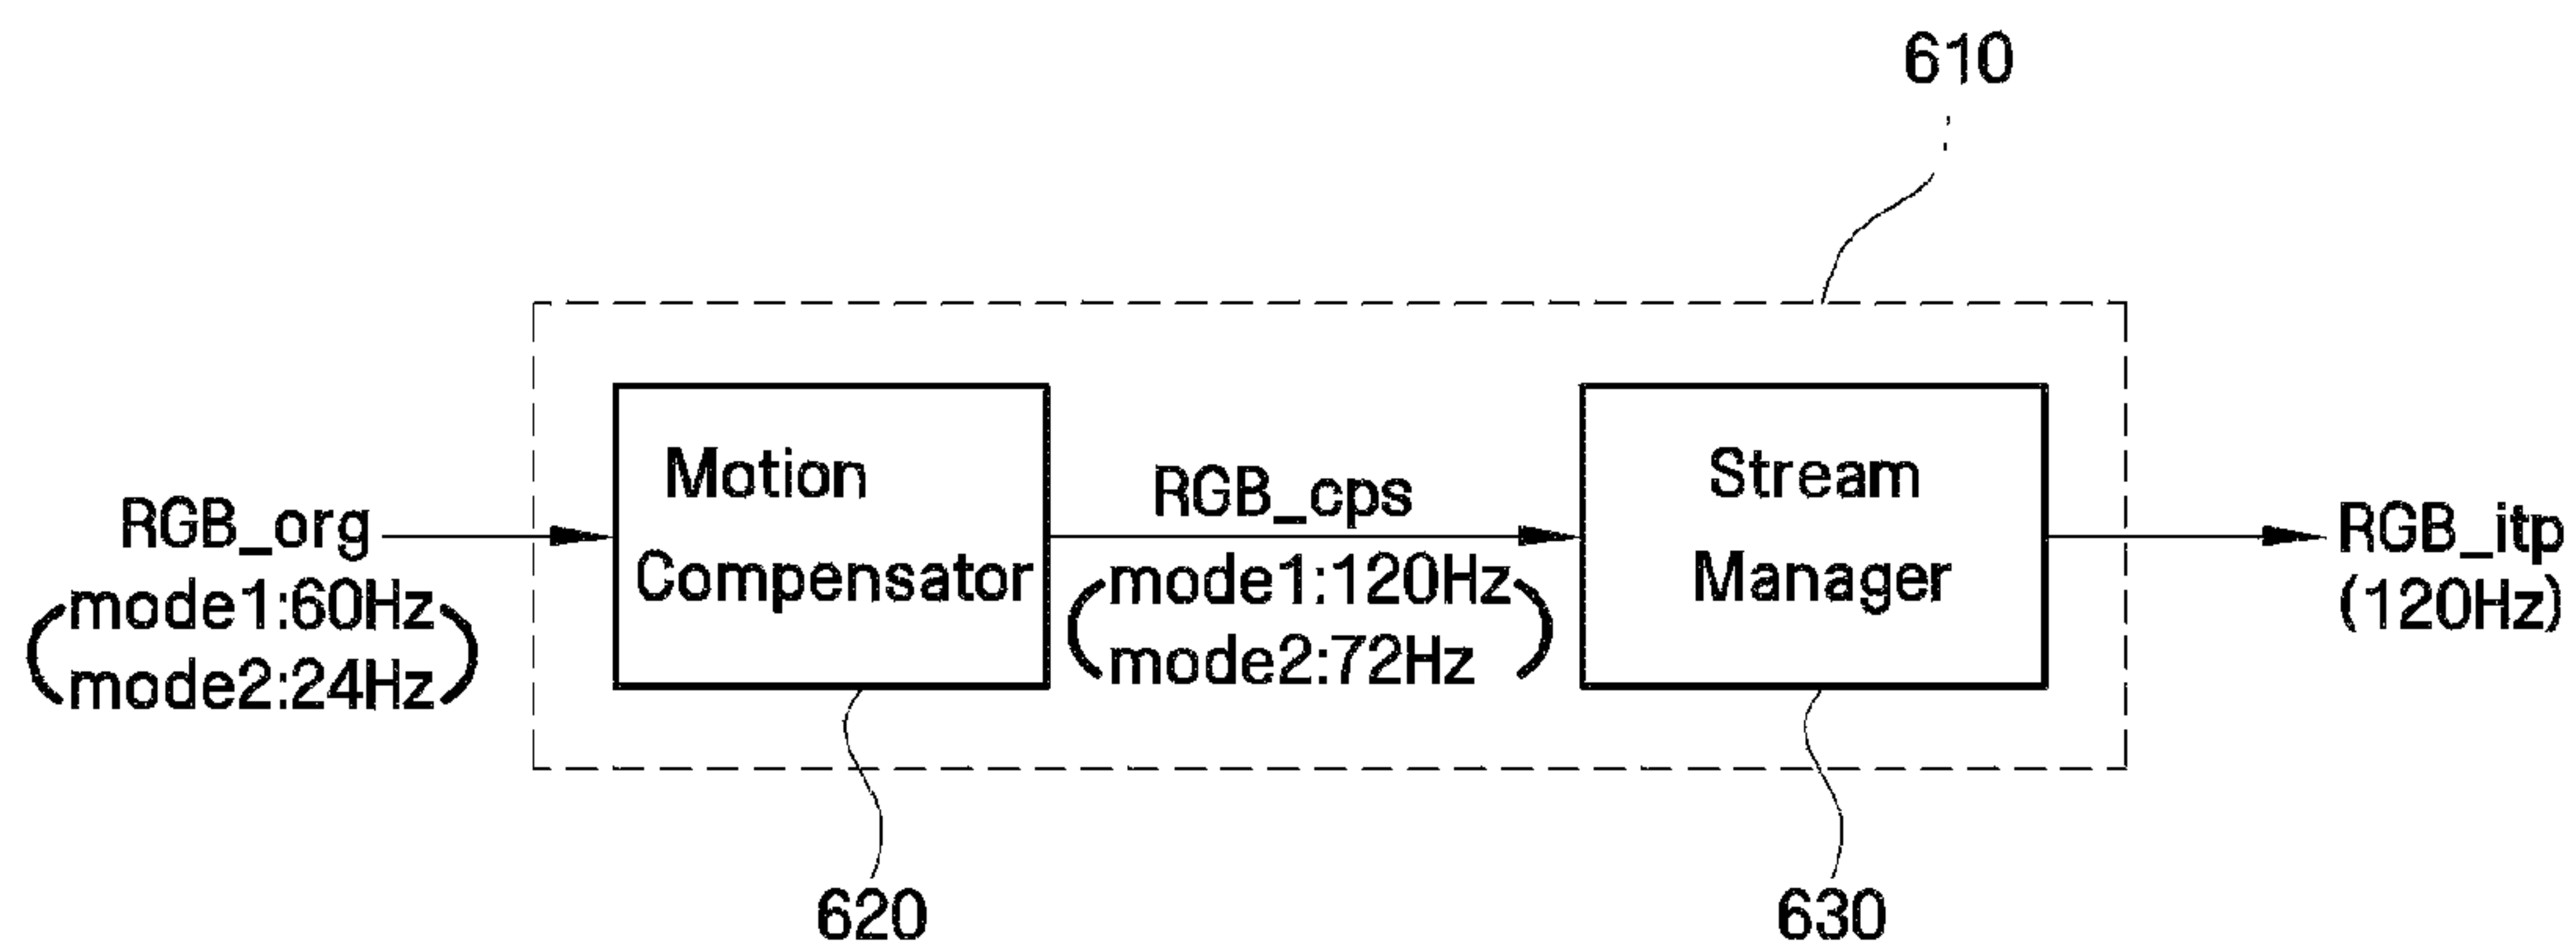 610
Motion
Compensator
Stream
Manager
RGB_org
(mode1:60Hz
mode2:24Hz)
RGB_cps
(mode1:120Hz
mode2:72Hz)
RGB_itp
(120Hz)
620
630